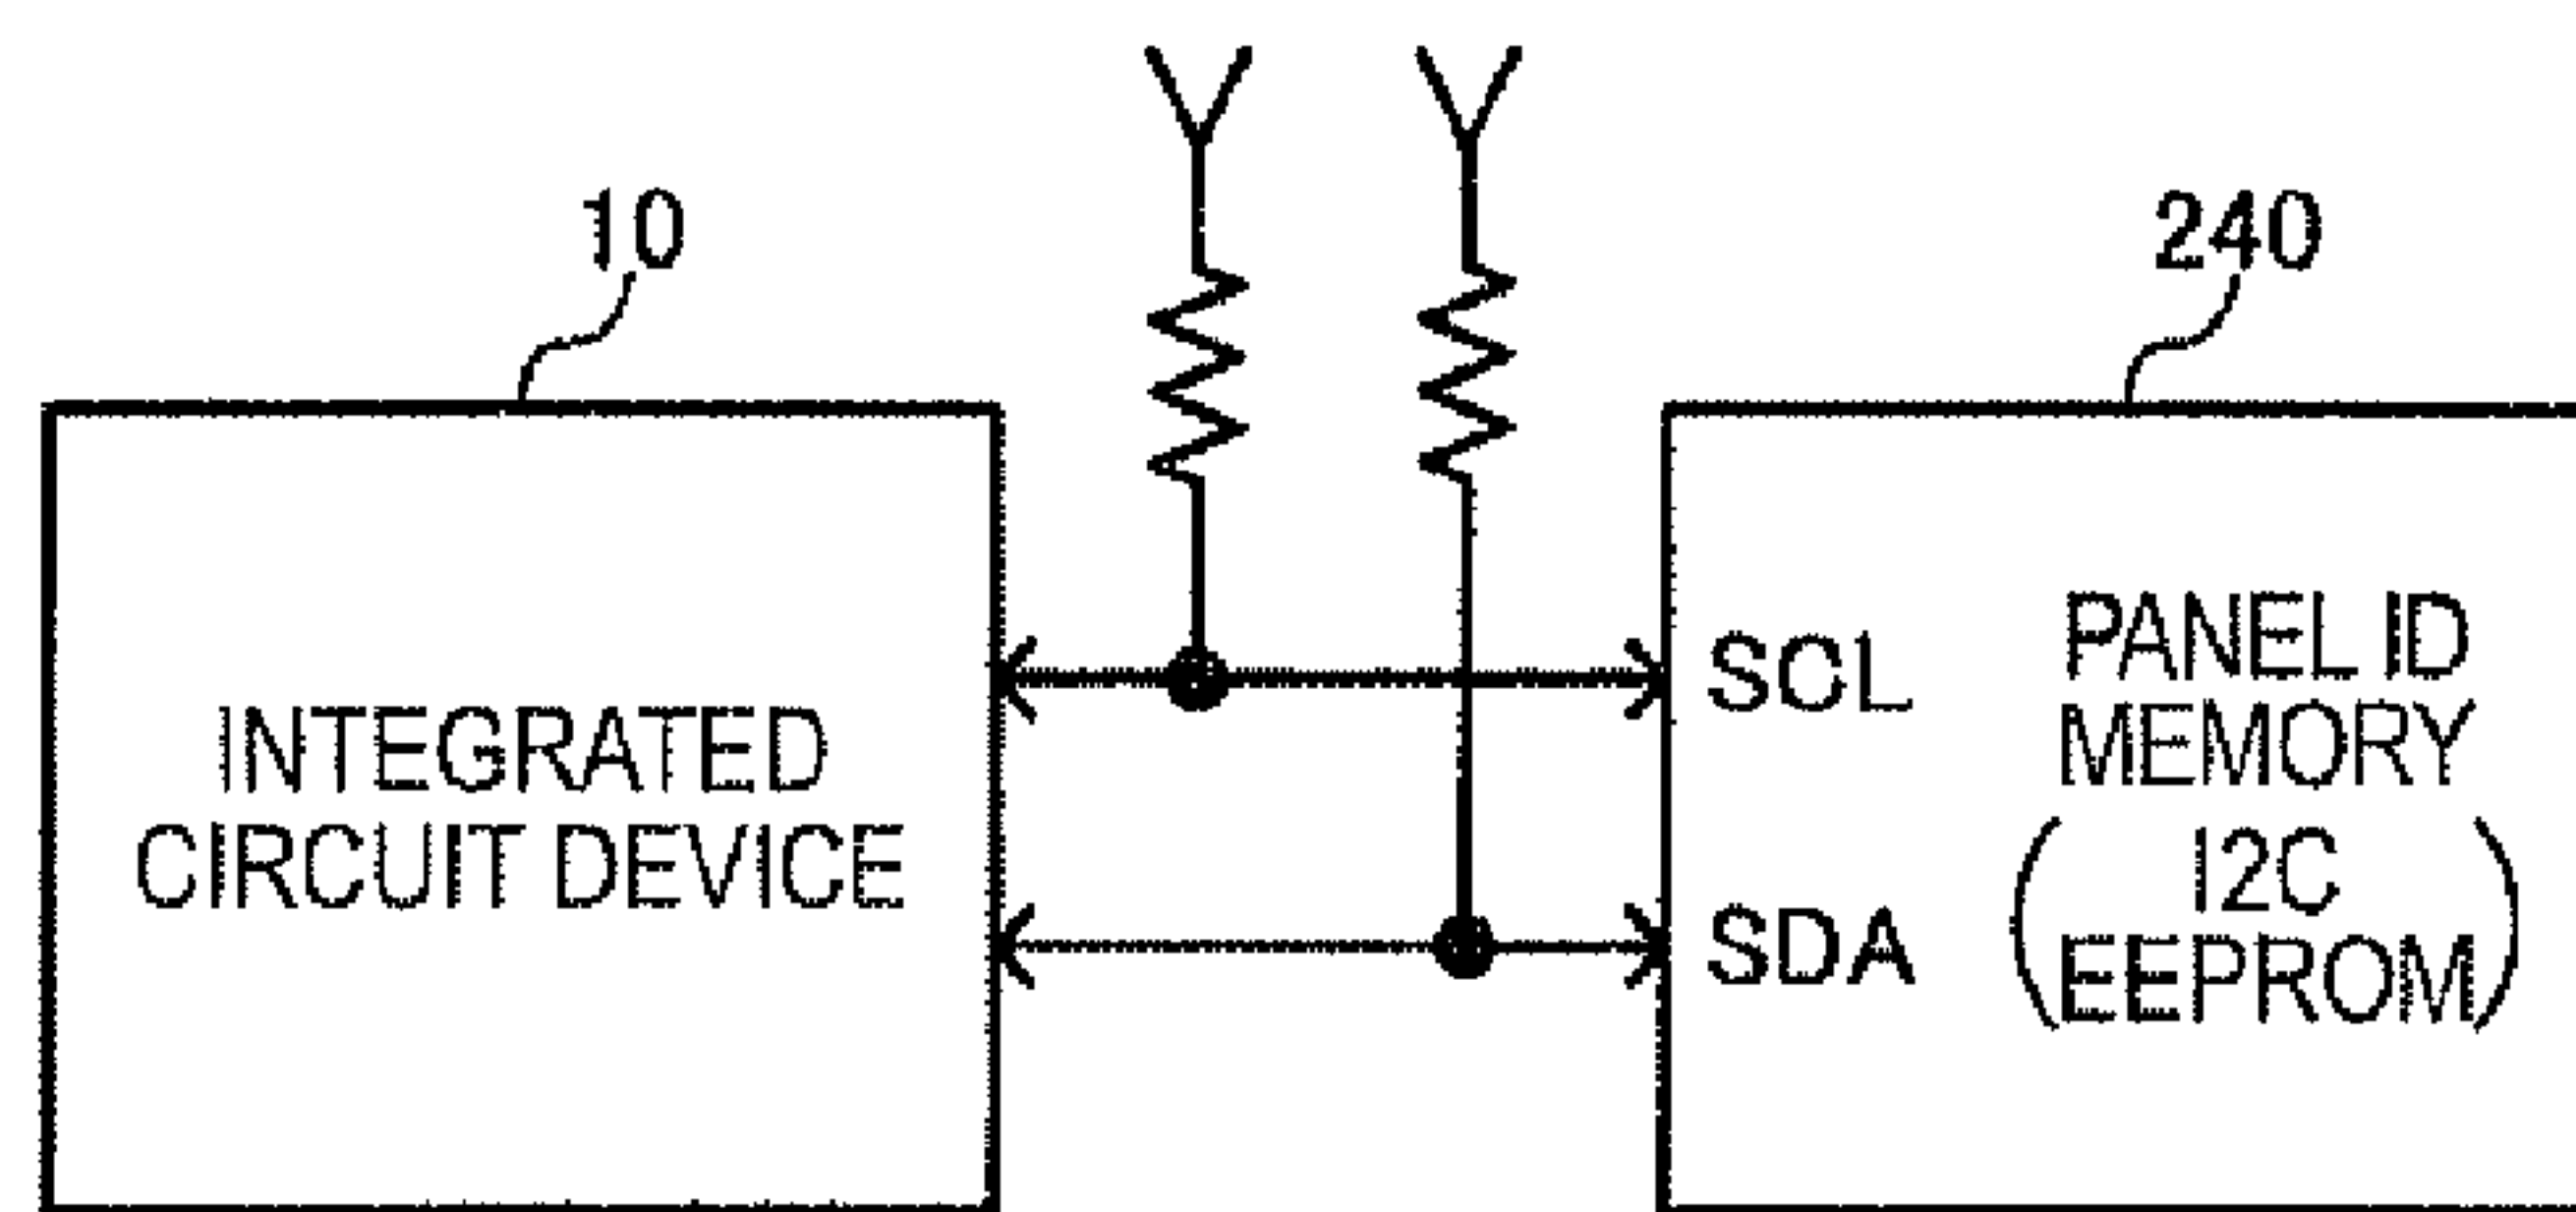 10
240
INTEGRATED
CIRCUIT DEVICE
SCL
SDA
PANEL ID
MEMORY
(I2C
EEPROM)